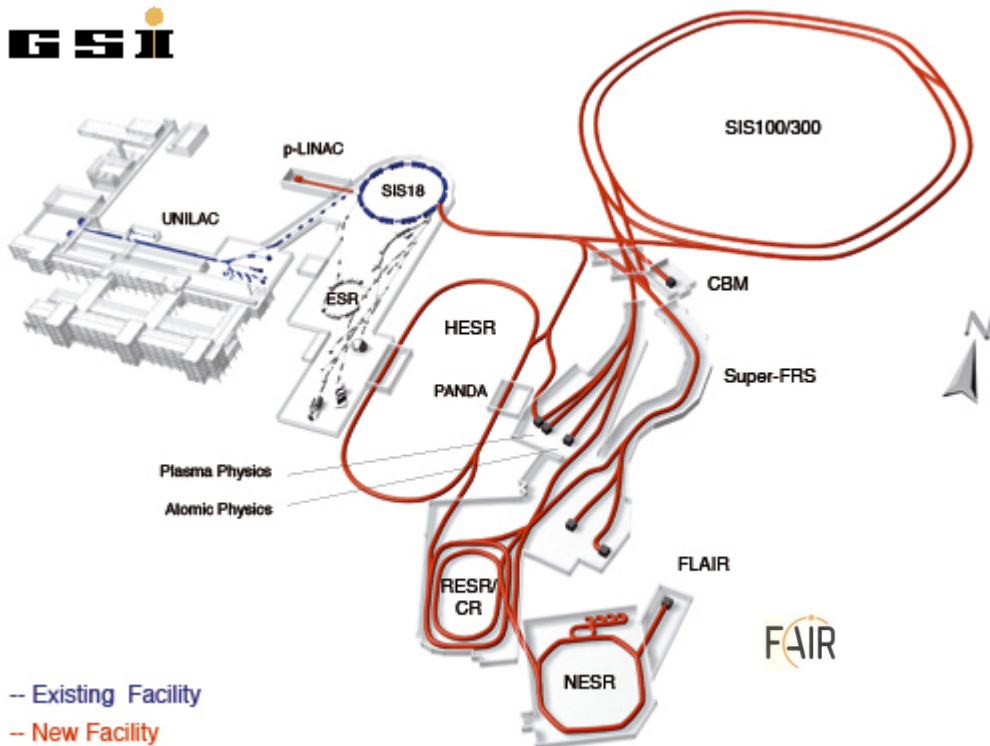 GSI
SIS100/300
p-LINAC
SIS18
UNILAC
CBM
ESR
HESR
N
Super-FRS
PANDA
Plasma Physics
Atomic Physics
FLAIR
RESR/
CR
FAIR
NESR
-- Existing Facility
-- New Facility